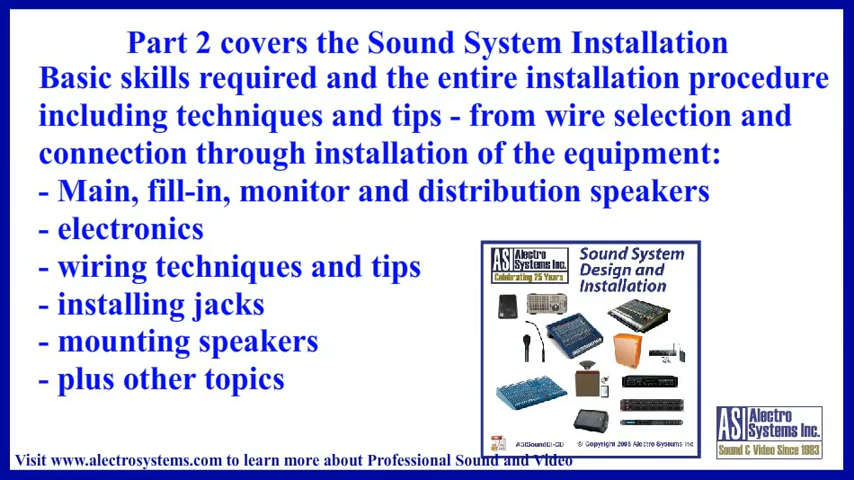 Part 2 covers the Sound System Installation
Basic skills required and the entire installation procedure
including techniques and tips - from wire selection and
connection through installation of the equipment:
- Main, fill-in, monitor and distribution speakers
- electronics
- wiring techniques and tips
- installing jacks
- mounting speakers
- plus other topics
ASI Alectro
Systems Inc.
Celebrating 25 Years
Sound System
Design and
Installation
ASISoundDI-CD © Copyright 2008 Alectro Systems Inc
ASI Alectro
Systems Inc.
Sound & Video Since 1983
Visit www.alectrosystems.com to learn more about Professional Sound and Video